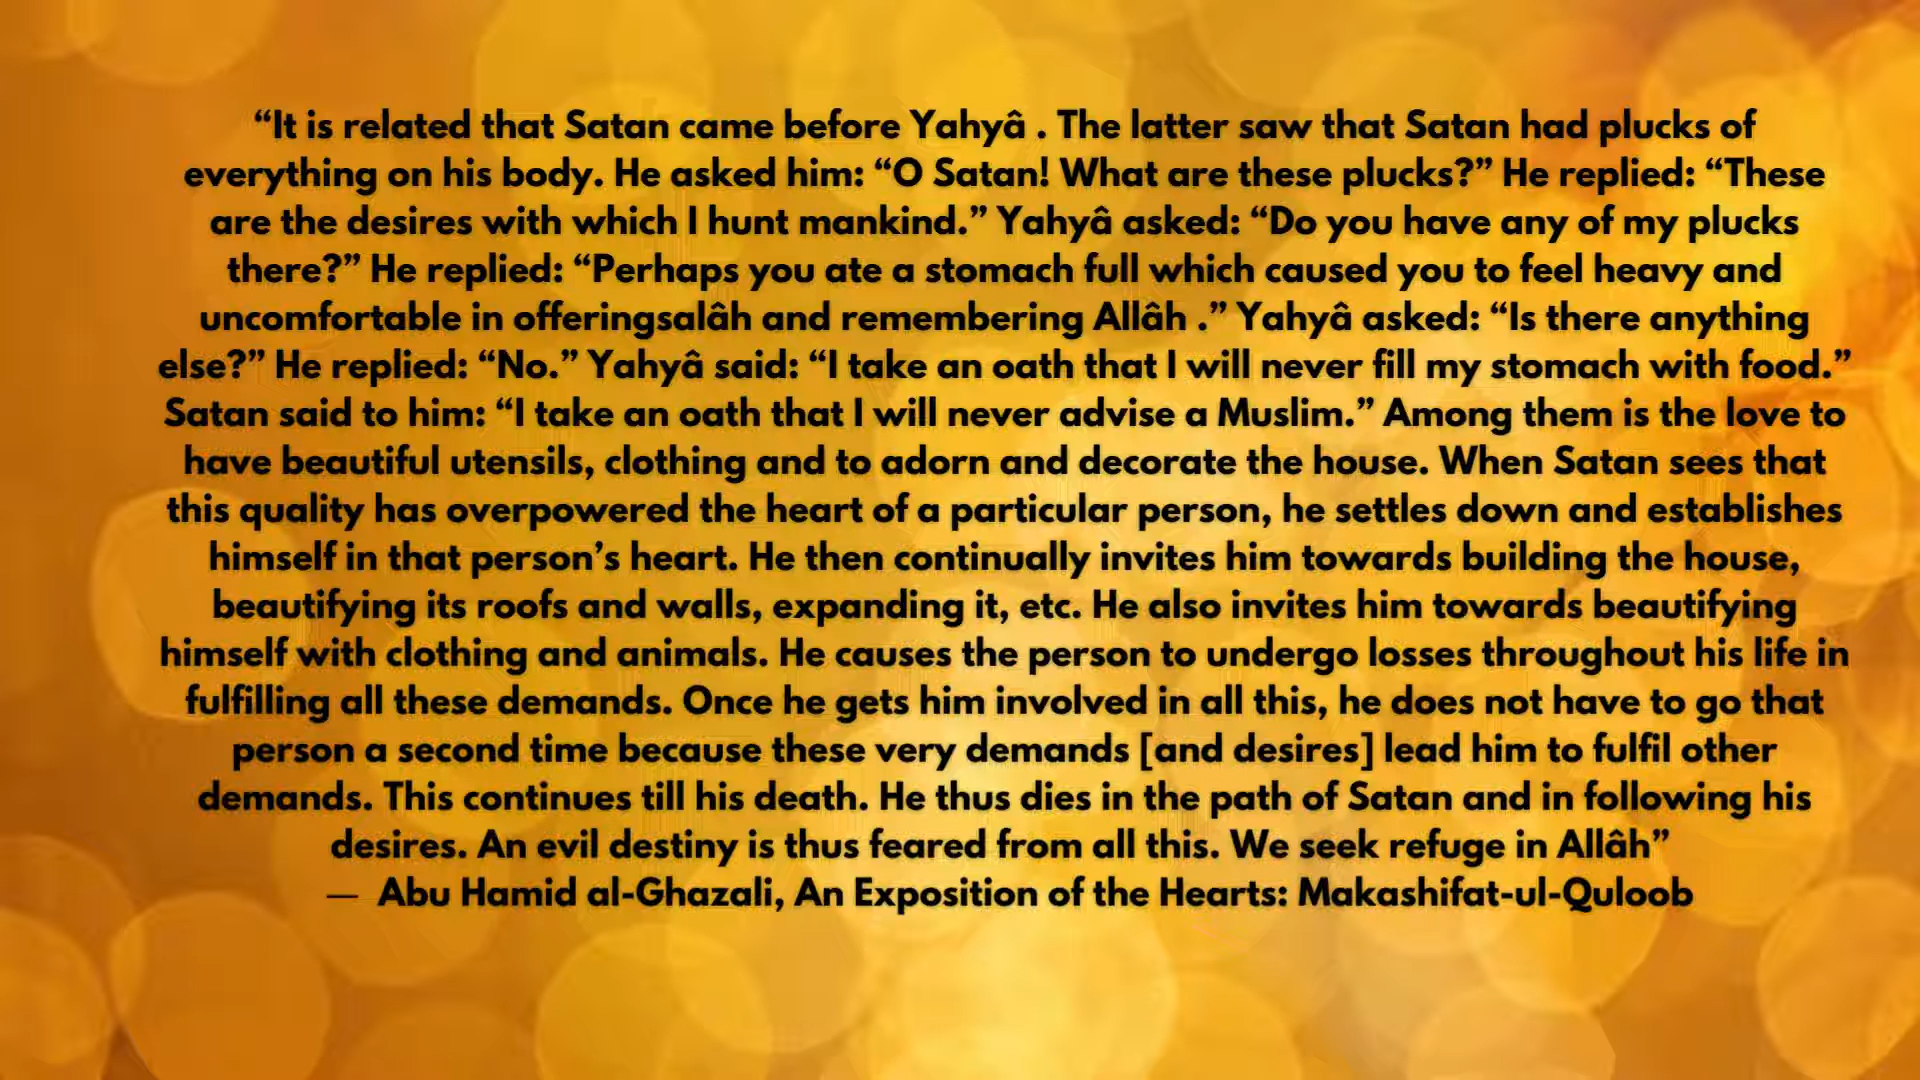 “It is related that Satan came before Yahyâ . The latter saw that Satan had plucks of
everything on his body. He asked him: “O Satan! What are these plucks?” He replied: “These
are the desires with which I hunt mankind.” Yahyâ asked: “Do you have any of my plucks
there?” He replied: “Perhaps you ate a stomach full which caused you to feel heavy and
uncomfortable in offeringsalâh and remembering Allâh .” Yahyâ asked: “Is there anything
else?” He replied: “No.” Yahyâ said: “I take an oath that I will never fill my stomach with food.”
Satan said to him: “I take an oath that I will never advise a Muslim.” Among them is the love to
have beautiful utensils, clothing and to adorn and decorate the house. When Satan sees that
this quality has overpowered the heart of a particular person, he settles down and establishes
himself in that person’s heart. He then continually invites him towards building the house,
beautifying its roofs and walls, expanding it, etc. He also invites him towards beautifying
himself with clothing and animals. He causes the person to undergo losses throughout his life in
fulfilling all these demands. Once he gets him involved in all this, he does not have to go that
person a second time because these very demands [and desires] lead him to fulfil other
demands. This continues till his death. He thus dies in the path of Satan and in following his
desires. An evil destiny is thus feared from all this. We seek refuge in Allâh”
— Abu Hamid al-Ghazali, An Exposition of the Hearts: Makashifat-ul-Quloob